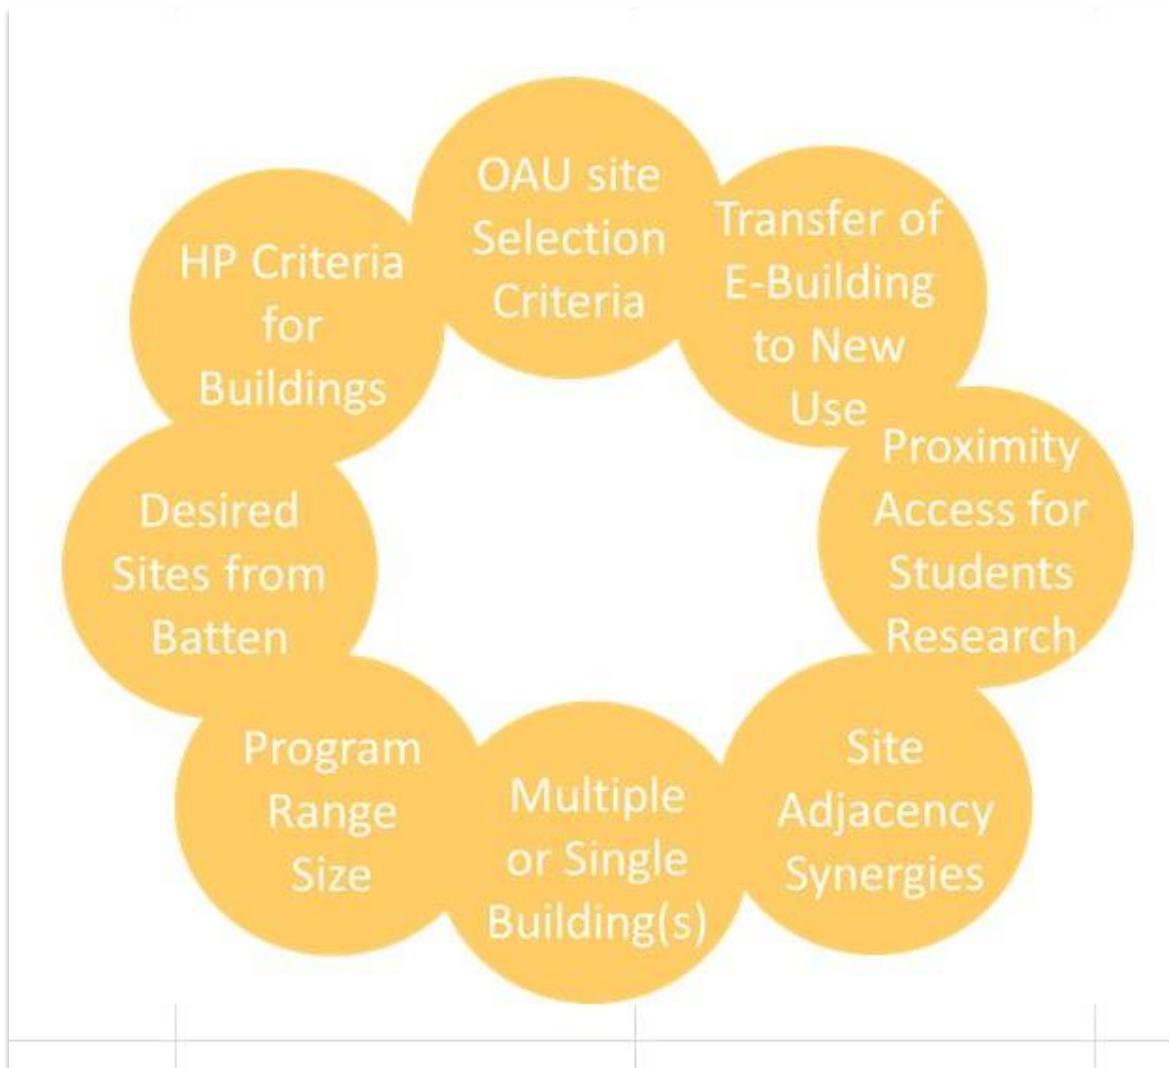 OAU site
Selection
Criteria
Transfer of
E-Building
to New
Use
Proximity
Access for
Students
Research
Site
Adjacency
Synergies
Multiple
or Single
Building(s)
Program
Range
Size
Desired
Sites from
Batten
HP Criteria
for
Buildings